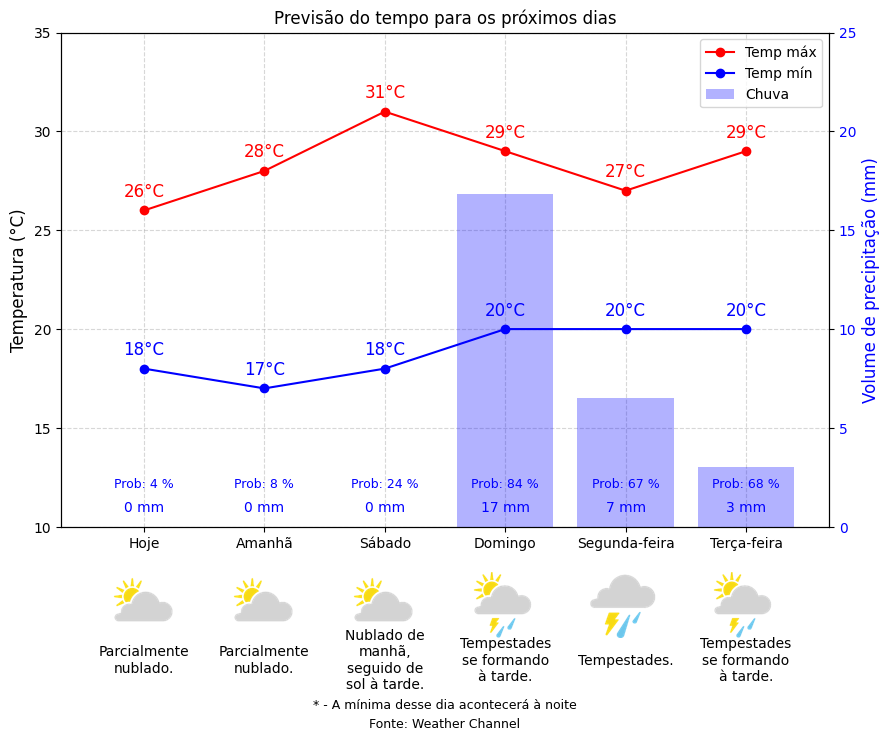 Previsão do tempo para os próximos dias
35
30
25
20
15
10
Temperatura (°C)
25
20
15
10
5
0
Volume de precipitação (mm)
Temp máx
Temp mín
Chuva
26°C
28°C
31°C
29°C
27°C
29°C
18°C
17°C
18°C
20°C
20°C
20°C
Prob: 4 %
0 mm
Prob: 8 %
0 mm
Prob: 24 %
0 mm
Prob: 84 %
17 mm
Prob: 67 %
7 mm
Prob: 68 %
3 mm
Hoje
Amanhã
Sábado
Domingo
Segunda-feira
Terça-feira
Parcialmente
nublado.
Parcialmente
nublado.
Nublado de
manhã,
seguido de
sol à tarde.
Tempestades
se formando
à tarde.
Tempestades.
Tempestades
se formando
à tarde.
* - A mínima desse dia acontecerá à noite
Fonte: Weather Channel